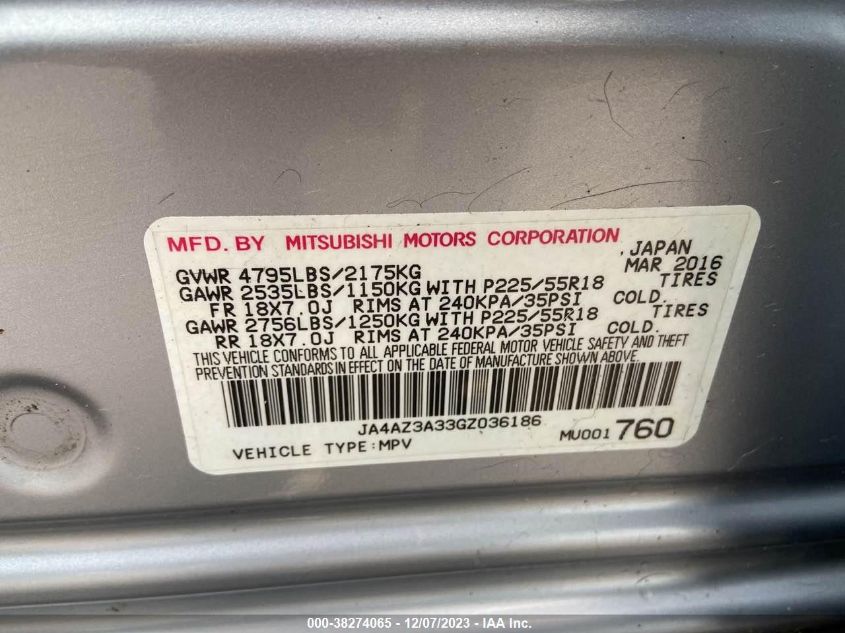 MFD. BY MITSUBISHI MOTORS CORPORATION ,JAPAN
GVWR 4795LBS/2175KG MAR 2016
GAWR 2535LBS/1150KG WITH P225/55R18 TIRES
FR 18X7.0J RIMS AT 240KPA/35PSI COLD.
GAWR 2756LBS/1250KG WITH P225/55R18 TIRES
RR 18X7.0J RIMS AT 240KPA/35PSI COLD.
THIS VEHICLE CONFORMS TO ALL APPLICABLE FEDERAL MOTOR VEHICLE SAFETY AND THEFT
PREVENTION STANDARDS IN EFFECT ON THE DATE OF MANUFACTURE SHOWN ABOVE.
JA4AZ3A33GZ036186
VEHICLE TYPE:MPV MU001760
000-38274065 - 12/07/2023 - IAA Inc.